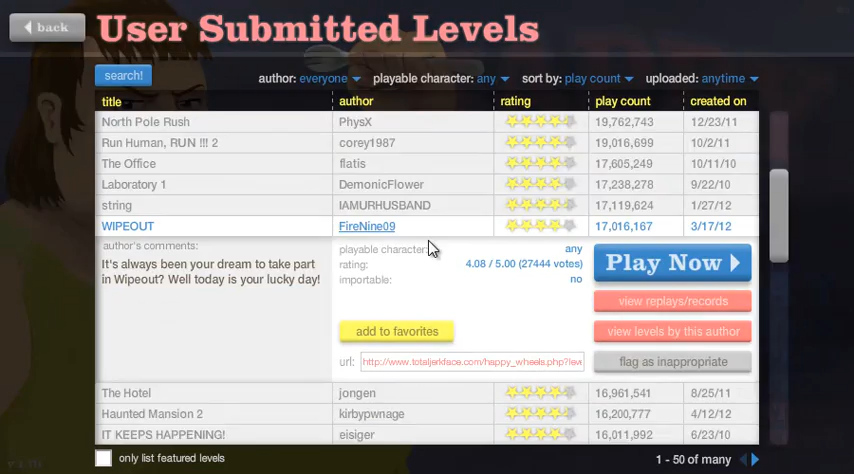 back
User Submitted Levels
search!
author: everyone playable character: any sort by: play count uploaded: anytime
title author rating play count created on
North Pole Rush PhysX 19,762,743 12/23/11
Run Human, RUN !!! 2 corey1987 19,016,699 10/2/11
The Office flatis 17,605,249 10/11/10
Laboratory 1 DemonicFlower 17,238,278 9/22/10
string IAMURHUSBAND 17,119,624 1/27/12
WIPEOUT FireNine09 17,016,167 3/17/12
author's comments:
It's always been your dream to take part
in Wipeout? Well today is your lucky day!
playable character: any
rating: 4.08 / 5.00 (27444 votes)
importable: no
add to favorites
url: http://www.totaljerkface.com/happy_wheels.php?leve
Play Now
view replays/records
view levels by this author
flag as inappropriate
The Hotel jongen 16,961,541 8/25/11
Haunted Mansion 2 kirbypwnage 16,200,777 4/12/12
IT KEEPS HAPPENING! eisiger 16,011,992 6/23/10
only list featured levels
1 - 50 of many